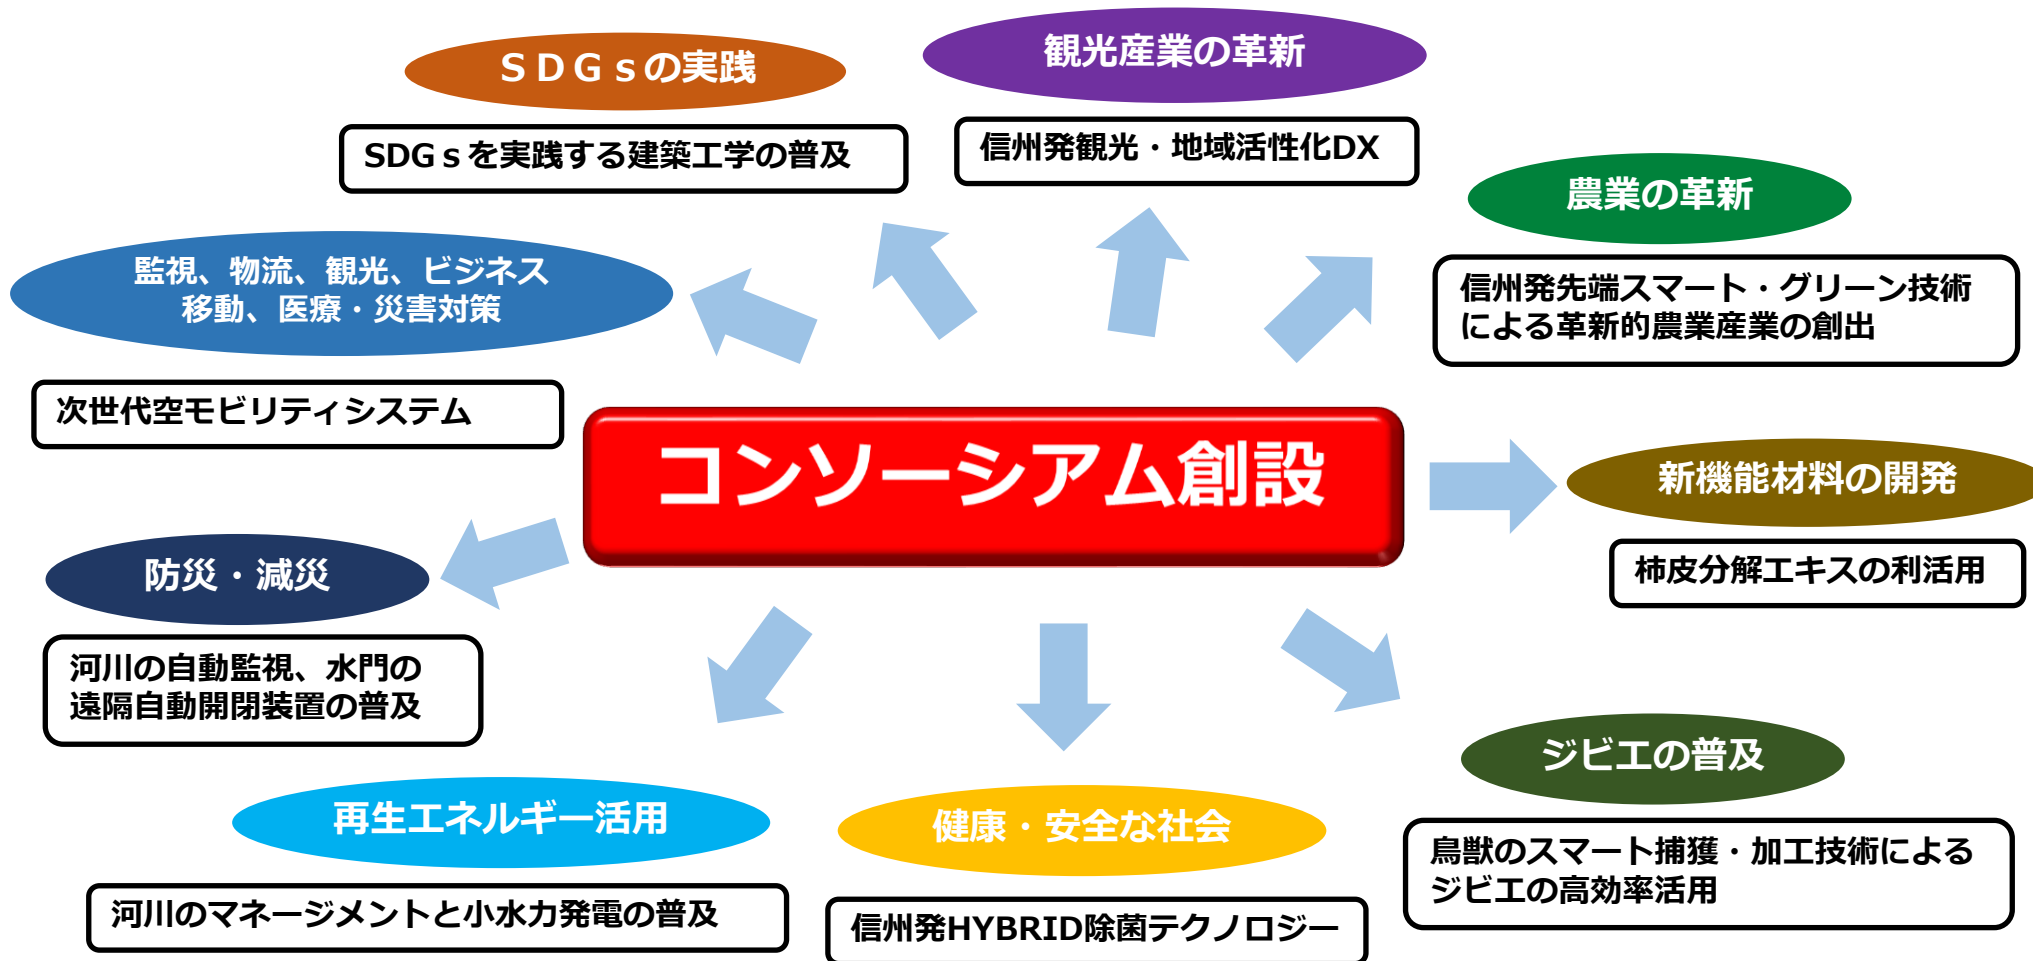 ＳＤＧｓの実践
SDGｓを実践する建築工学の普及
観光産業の革新
信州発観光・地域活性化DX
農業の革新
信州発先端スマート・グリーン技術
による革新的農業産業の創出
監視、物流、観光、ビジネス
移動、医療・災害対策
次世代空モビリティシステム
コンソーシアム創設
新機能材料の開発
柿皮分解エキスの利活用
防災・減災
河川の自動監視、水門の
遠隔自動開閉装置の普及
ジビエの普及
鳥獣のスマート捕獲・加工技術による
ジビエの高効率活用
再生エネルギー活用
河川のマネージメントと小水力発電の普及
健康・安全な社会
信州発HYBRID除菌テクノロジー